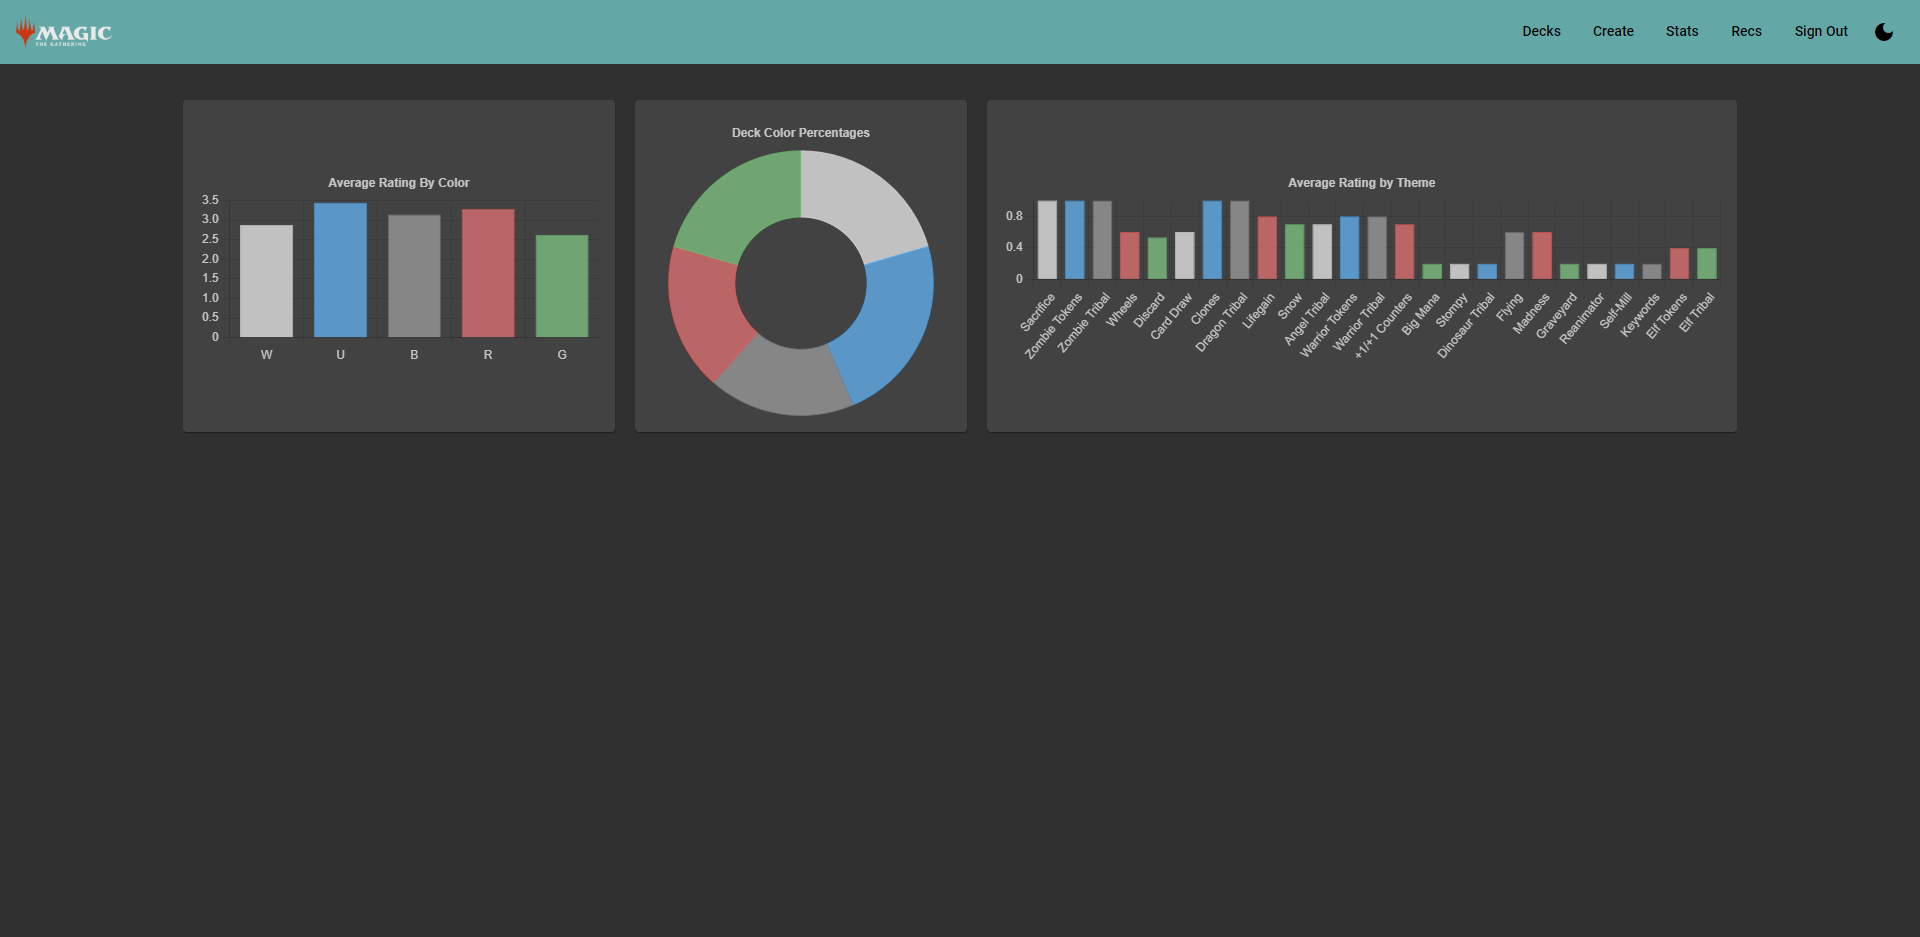 MAGIC
THE GATHERING
Decks Create Stats Recs Sign Out
Average Rating By Color
3.5
3.0
2.5
2.0
1.5
1.0
0.5
0
W U B R G
Deck Color Percentages
Average Rating by Theme
0.8
0.4
0
Sacrifice
Zombie Tokens
Zombie Tribal
Wheels
Discard
Card Draw
Clones
Dragon Tribal
Lifegain
Snow
Angel Tribal
Warrior Tokens
Warrior Tribal
+1/+1 Counters
Big Mana
Stompy
Dinosaur Tribal
Flying
Madness
Graveyard
Reanimator
Self-Mill
Keywords
Elf Tokens
Elf Tribal